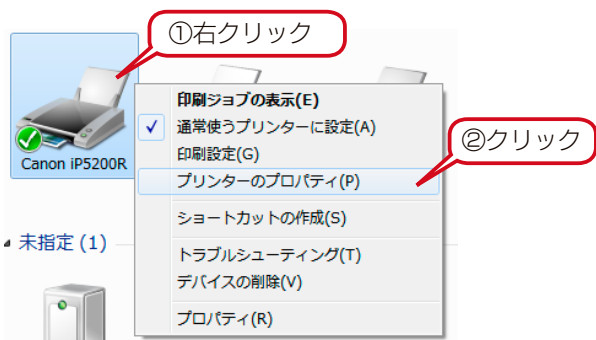 ①右クリック
Canon iP5200R
印刷ジョブの表示(E)
✓ 通常使うプリンターに設定(A)
印刷設定(G)
プリンターのプロパティ(P)
②クリック
ショートカットの作成(S)
トラブルシューティング(T)
デバイスの削除(V)
プロパティ(R)
未指定 (1)